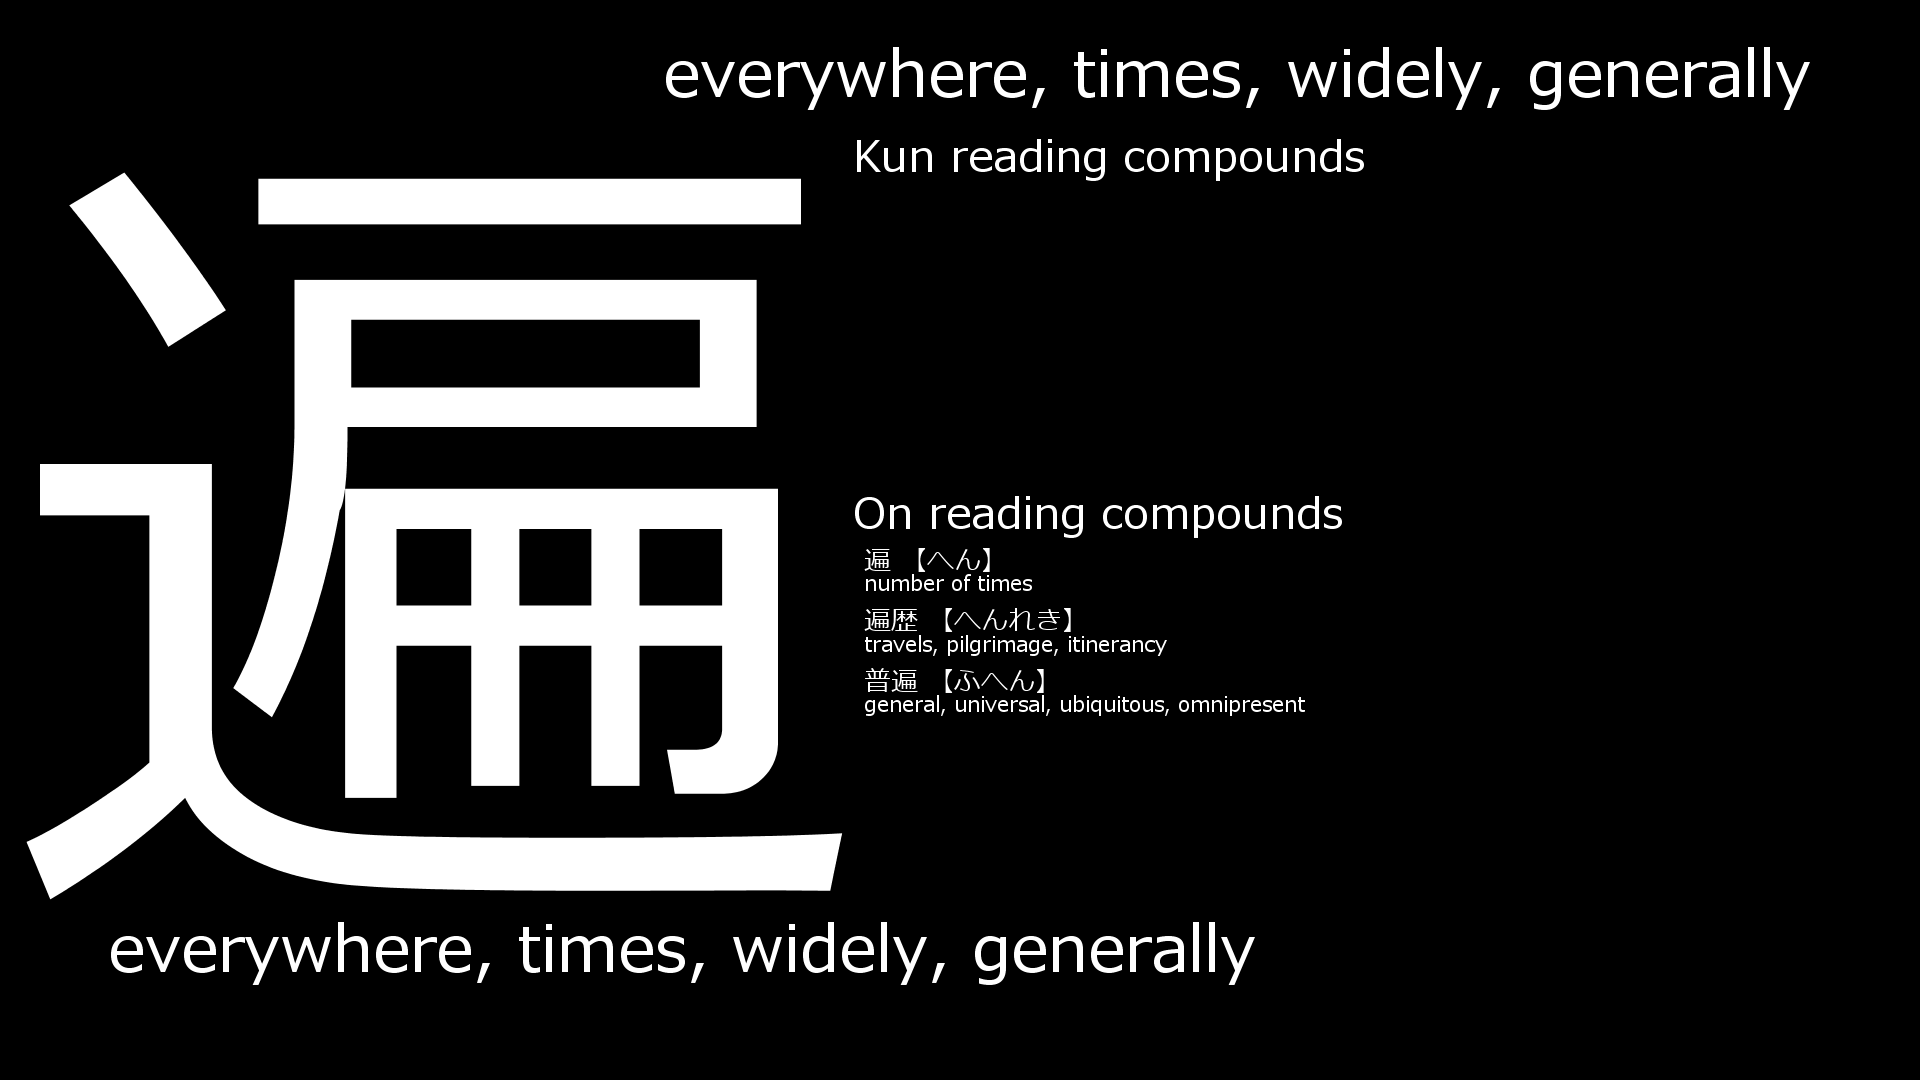 everywhere, times, widely, generally
Kun reading compounds
遍
On reading compounds
遍 【へん】
number of times
遍歴 【へんれき】
travels, pilgrimage, itinerancy
普遍 【ふへん】
general, universal, ubiquitous, omnipresent
everywhere, times, widely, generally